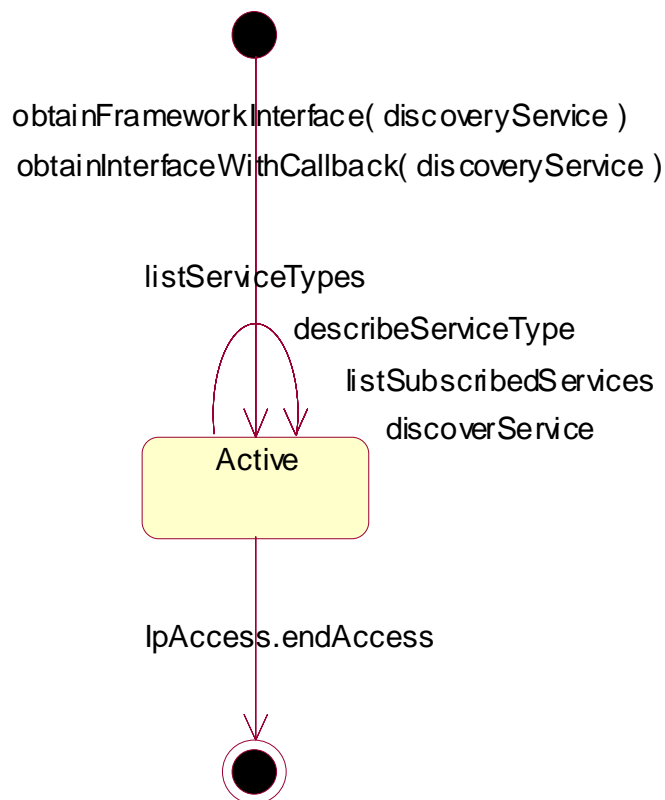 obtainFrameworkInterface( discoveryService )
obtainInterfaceWithCallback( discoveryService )
listServiceTypes
describeServiceType
listSubscribedServices
discoverService
Active
IpAccess.endAccess